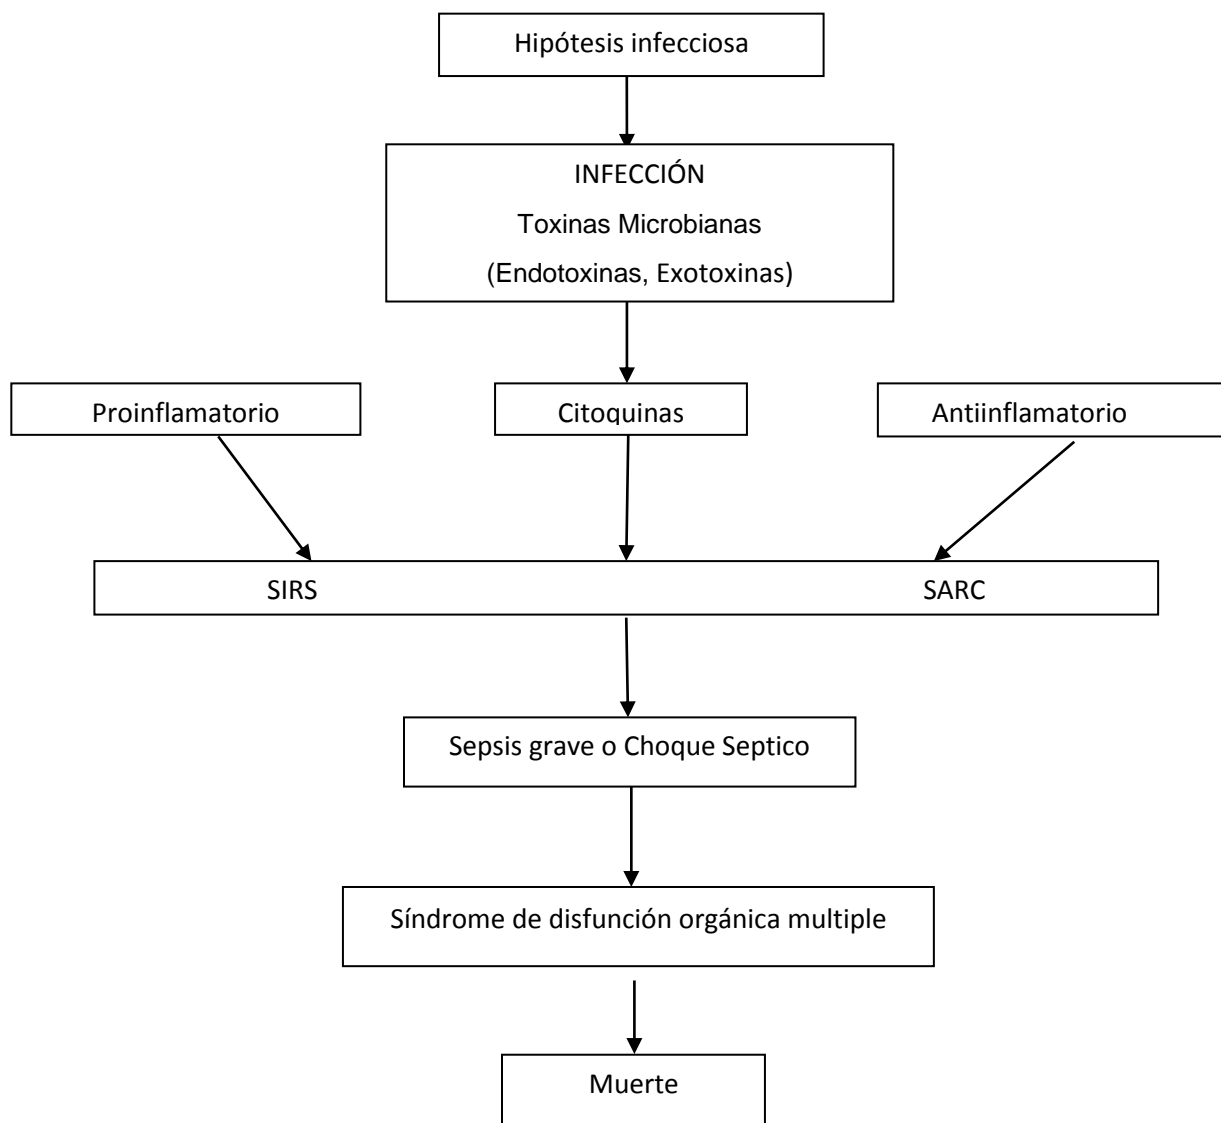 Hipótesis infecciosa
INFECCIÓN
Toxinas Microbianas
(Endotoxinas, Exotoxinas)
Proinflamatorio
Citoquinas
Antiinflamatorio
SIRS
SARC
Sepsis grave o Choque Septico
Síndrome de disfunción orgánica multiple
Muerte